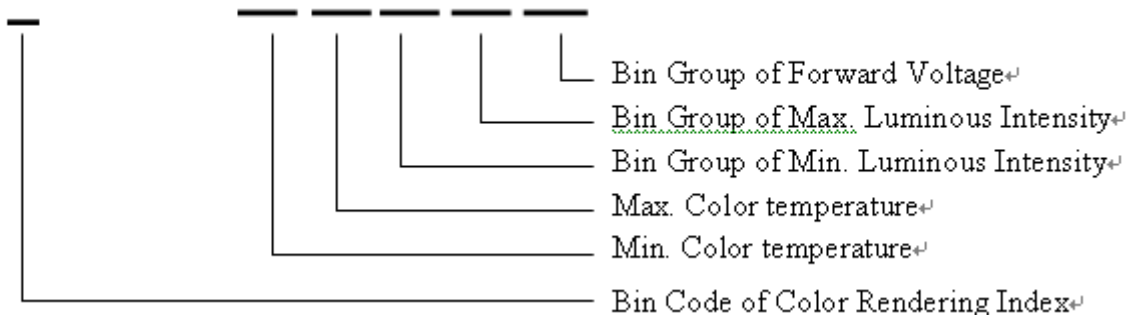 Bin Group of Forward Voltage↵
Bin Group of Max. Luminous Intensity↵
Bin Group of Min. Luminous Intensity↵
Max. Color temperature↵
Min. Color temperature↵
Bin Code of Color Rendering Index↵